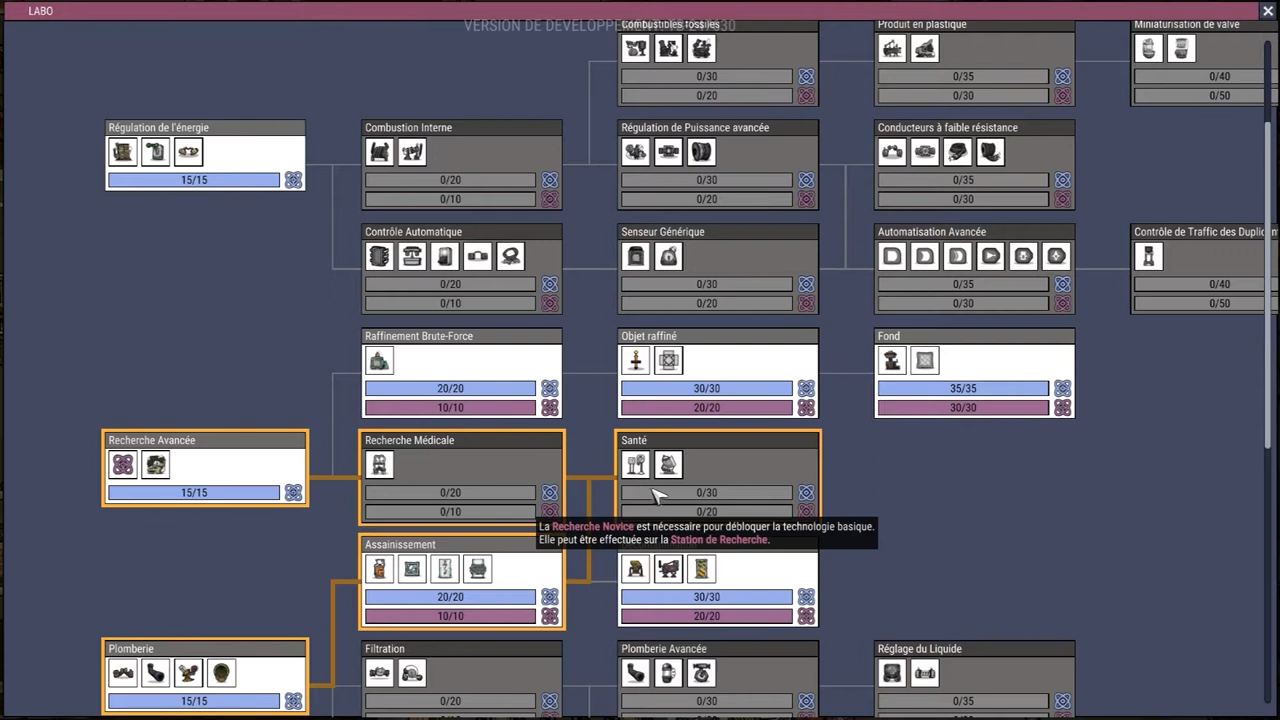 LABO
VERSION DE DEVELOPPEMENT:
Combustibles fossiles
Produit en plastique
Miniaturisation de valve
0/30
0/35
0/40
0/20
0/30
0/50
Régulation de l'énergie
Combustion Interne
Régulation de Puissance avancée
Conducteurs à faible résistance
15/15
0/20
0/30
0/35
0/10
0/20
0/30
Contrôle Automatique
Senseur Générique
Automatisation Avancée
Contrôle de Traffic des Duplicant
0/20
0/30
0/35
0/40
0/10
0/20
0/30
0/50
Raffinement Brute-Force
Objet raffiné
Fond
20/20
30/30
35/35
10/10
20/20
30/30
Recherche Avancée
Recherche Médicale
Santé
15/15
0/20
0/30
0/10
0/20
La Recherche Novice est nécessaire pour débloquer la technologie basique.
Elle peut être effectuée sur la Station de Recherche.
Assainissement
20/20
30/30
10/10
20/20
Plomberie
Filtration
Plomberie Avancée
Réglage du Liquide
15/15
0/20
0/30
0/35